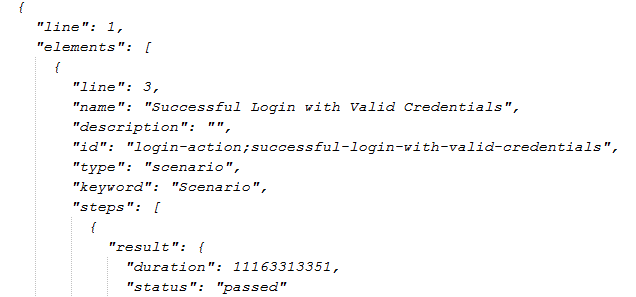 {
"line": 1,
"elements": [
{
"line": 3,
"name": "Successful Login with Valid Credentials",
"description": "",
"id": "login-action;successful-login-with-valid-credentials",
"type": "scenario",
"keyword": "Scenario",
"steps": [
{
"result": {
"duration": 11163313351,
"status": "passed"